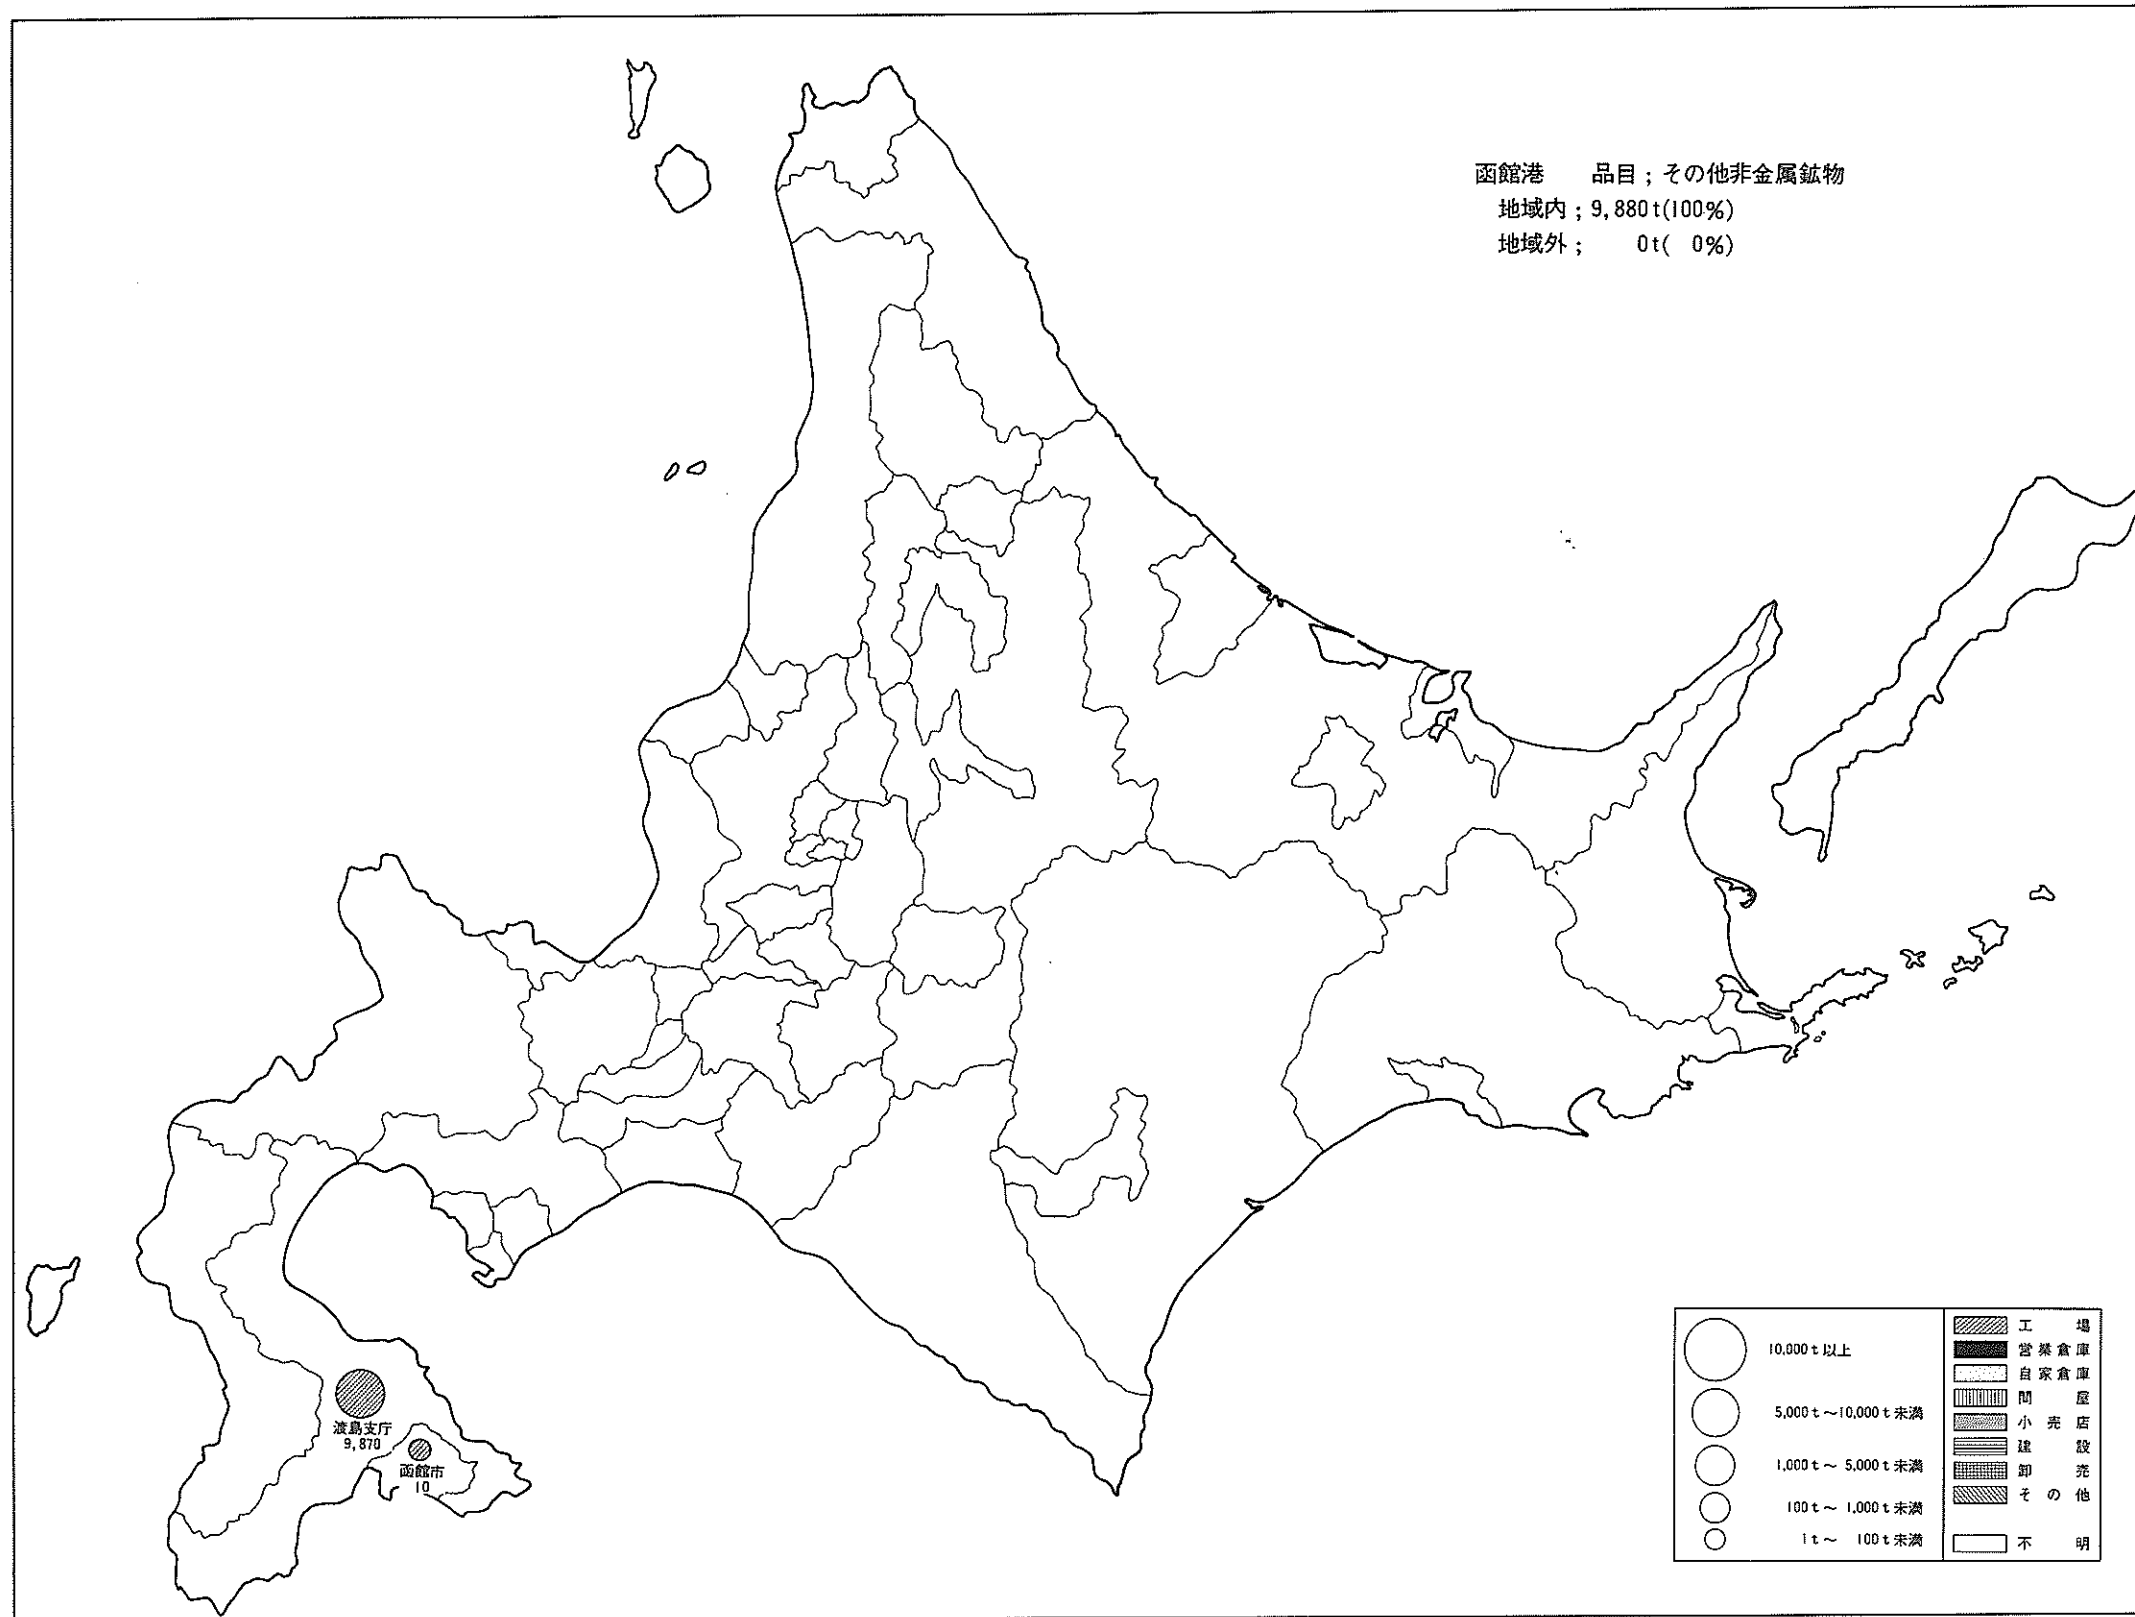 函館港　品目；その他非金属鉱物
地域内；9,880t(100%)
地域外；　0t(　0%)
渡島支庁
9,870
函館市
10
10,000t以上
5,000t～10,000t未満
1,000t～5,000t未満
100t～1,000t未満
1t～　100t未満
工　場
営業倉庫
自家倉庫
問　屋
小売店
建　設
卸　売
その他
不　明